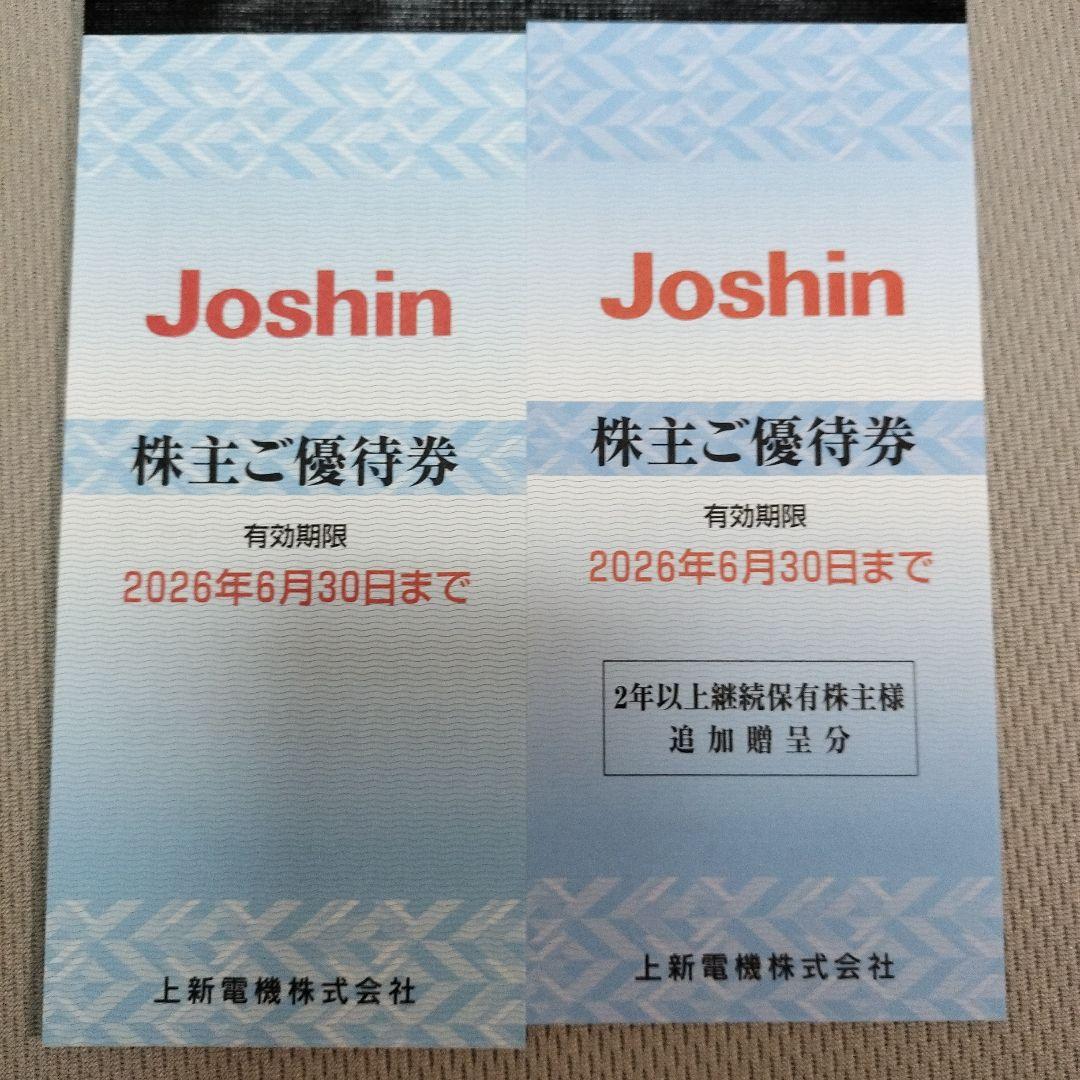 Joshin
株主ご優待券
有効期限
2026年6月30日まで
上新電機株式会社
Joshin
株主ご優待券
有効期限
2026年6月30日まで
2年以上継続保有株主様
追加贈呈分
上新電機株式会社